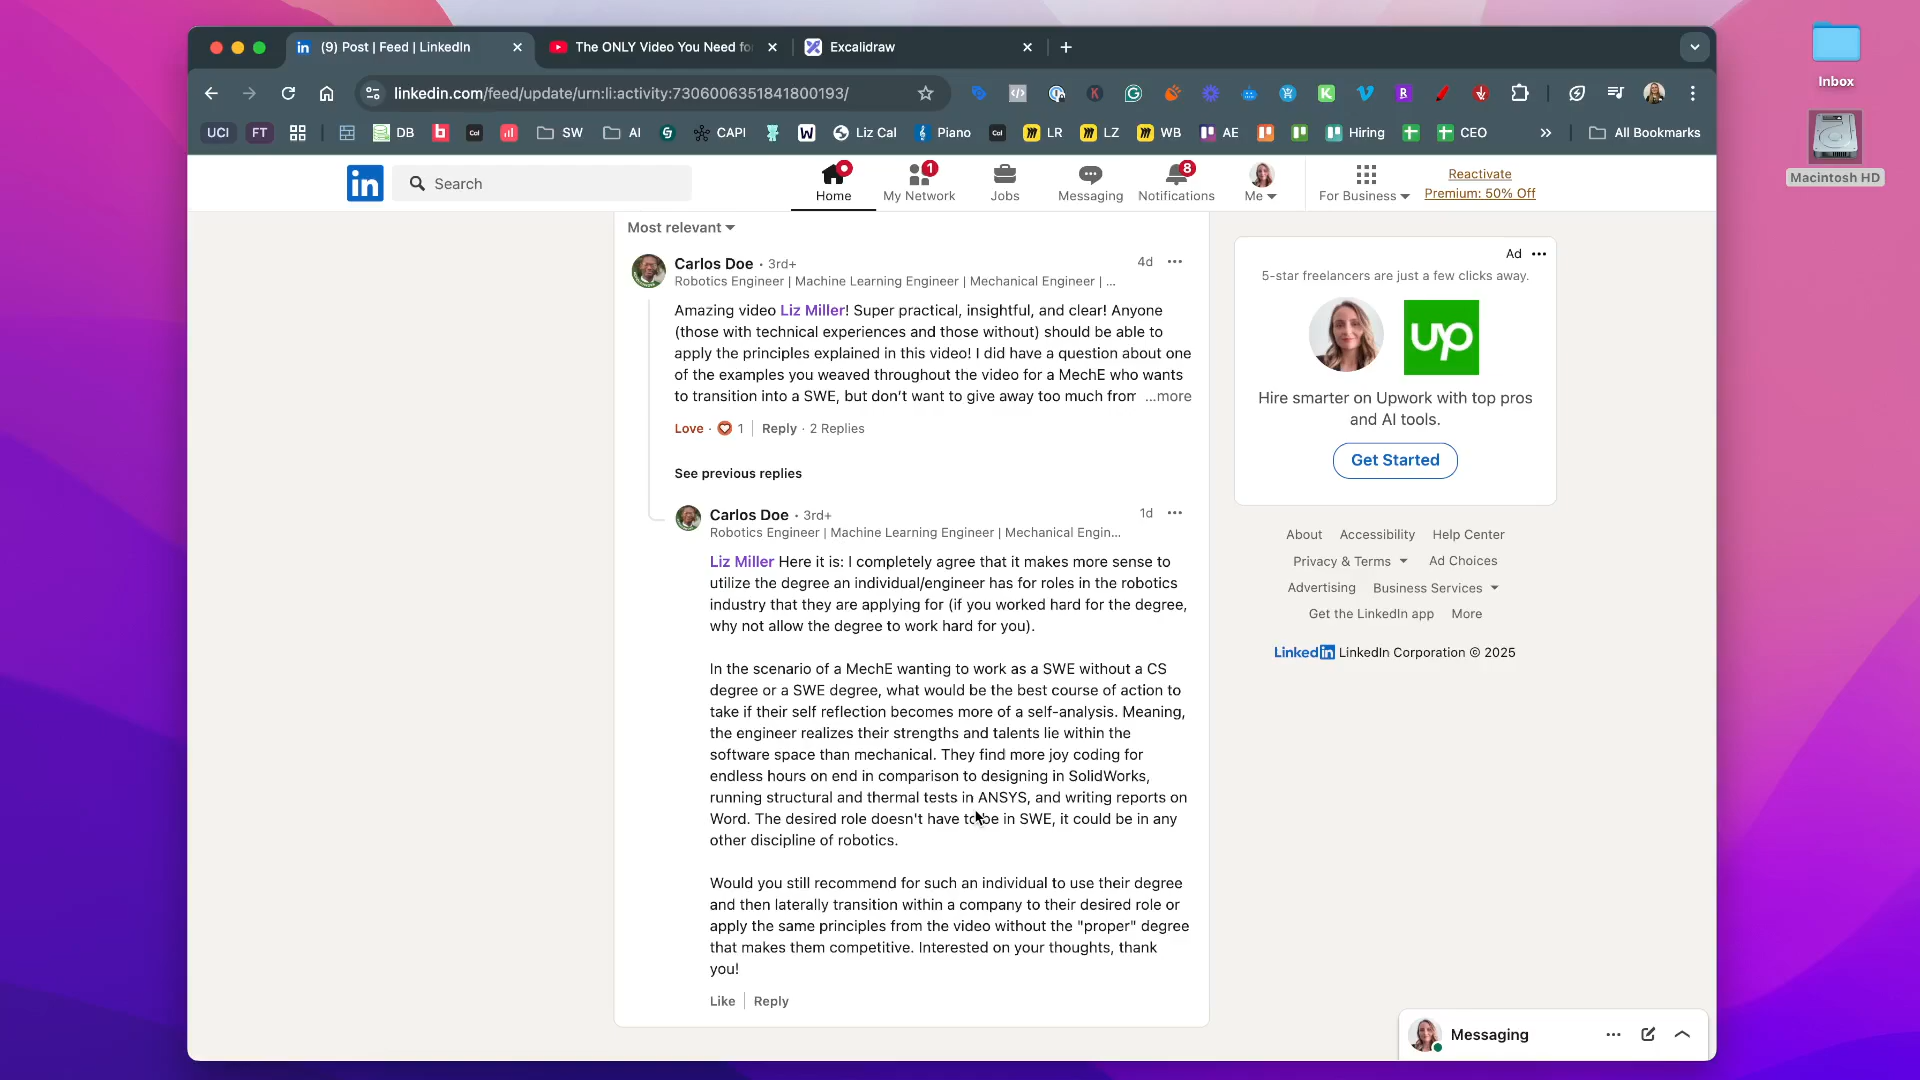 (9) Post | Feed | LinkedIn
The ONLY Video You Need fo
Excalidraw
linkedin.com/feed/update/urn:li:activity:7306006351841800193/
UCI
FT
DB
SW
AI
CAPI
Liz Cal
Piano
LR
LZ
WB
AE
Hiring
CEO
All Bookmarks
Inbox
Macintosh HD
in
Search
Home
1
My Network
Jobs
Messaging
8
Notifications
Me
For Business
Reactivate
Premium: 50% Off
Most relevant
Carlos Doe · 3rd+
4d
Robotics Engineer | Machine Learning Engineer | Mechanical Engineer | ...
Amazing video Liz Miller! Super practical, insightful, and clear! Anyone
(those with technical experiences and those without) should be able to
apply the principles explained in this video! I did have a question about one
of the examples you weaved throughout the video for a MechE who wants
to transition into a SWE, but don't want to give away too much from ...more
Love · 1 | Reply · 2 Replies
See previous replies
Carlos Doe · 3rd+
1d
Robotics Engineer | Machine Learning Engineer | Mechanical Engin...
Liz Miller Here it is: I completely agree that it makes more sense to
utilize the degree an individual/engineer has for roles in the robotics
industry that they are applying for (if you worked hard for the degree,
why not allow the degree to work hard for you).
In the scenario of a MechE wanting to work as a SWE without a CS
degree or a SWE degree, what would be the best course of action to
take if their self reflection becomes more of a self-analysis. Meaning,
the engineer realizes their strengths and talents lie within the
software space than mechanical. They find more joy coding for
endless hours on end in comparison to designing in SolidWorks,
running structural and thermal tests in ANSYS, and writing reports on
Word. The desired role doesn't have to be in SWE, it could be in any
other discipline of robotics.
Would you still recommend for such an individual to use their degree
and then laterally transition within a company to their desired role or
apply the same principles from the video without the "proper" degree
that makes them competitive. Interested on your thoughts, thank
you!
Like | Reply
Ad
5-star freelancers are just a few clicks away.
up
Hire smarter on Upwork with top pros
and AI tools.
Get Started
About Accessibility Help Center
Privacy & Terms Ad Choices
Advertising Business Services
Get the LinkedIn app More
LinkedIn LinkedIn Corporation © 2025
Messaging